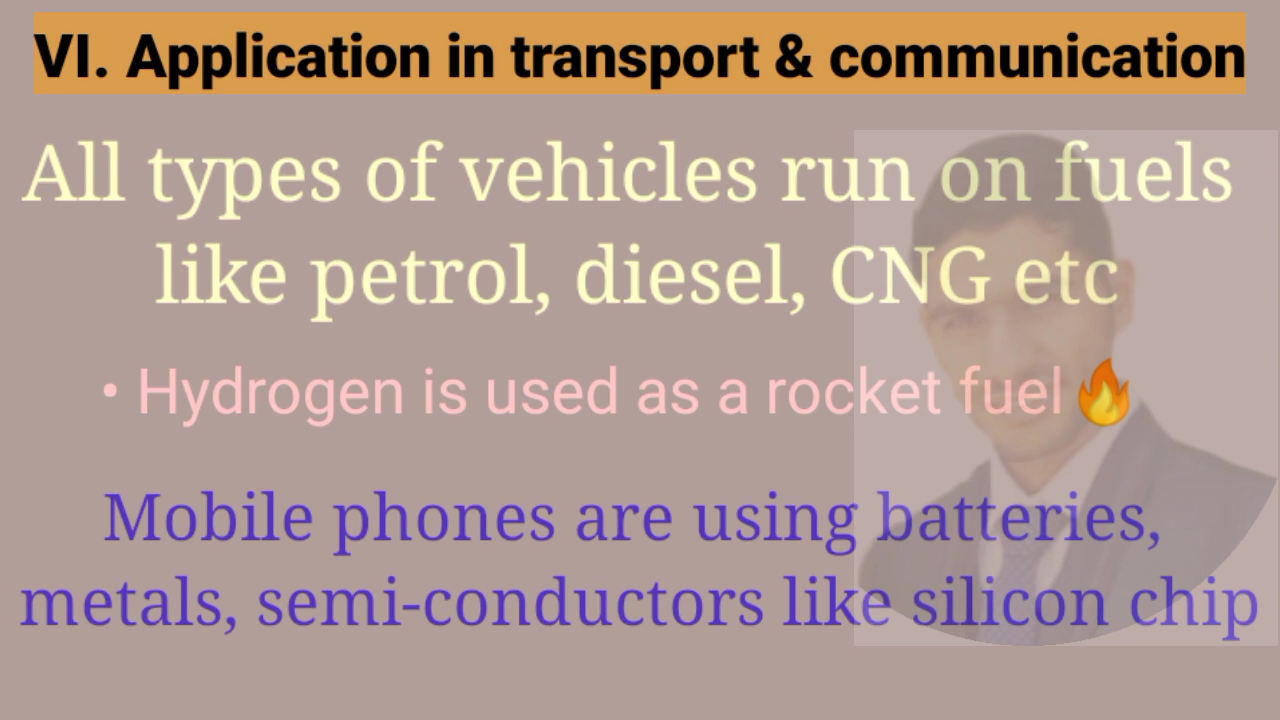 VI. Application in transport & communication
All types of vehicles run on fuels
like petrol, diesel, CNG etc
• Hydrogen is used as a rocket fuel 🔥
Mobile phones are using batteries,
metals, semi-conductors like silicon chip